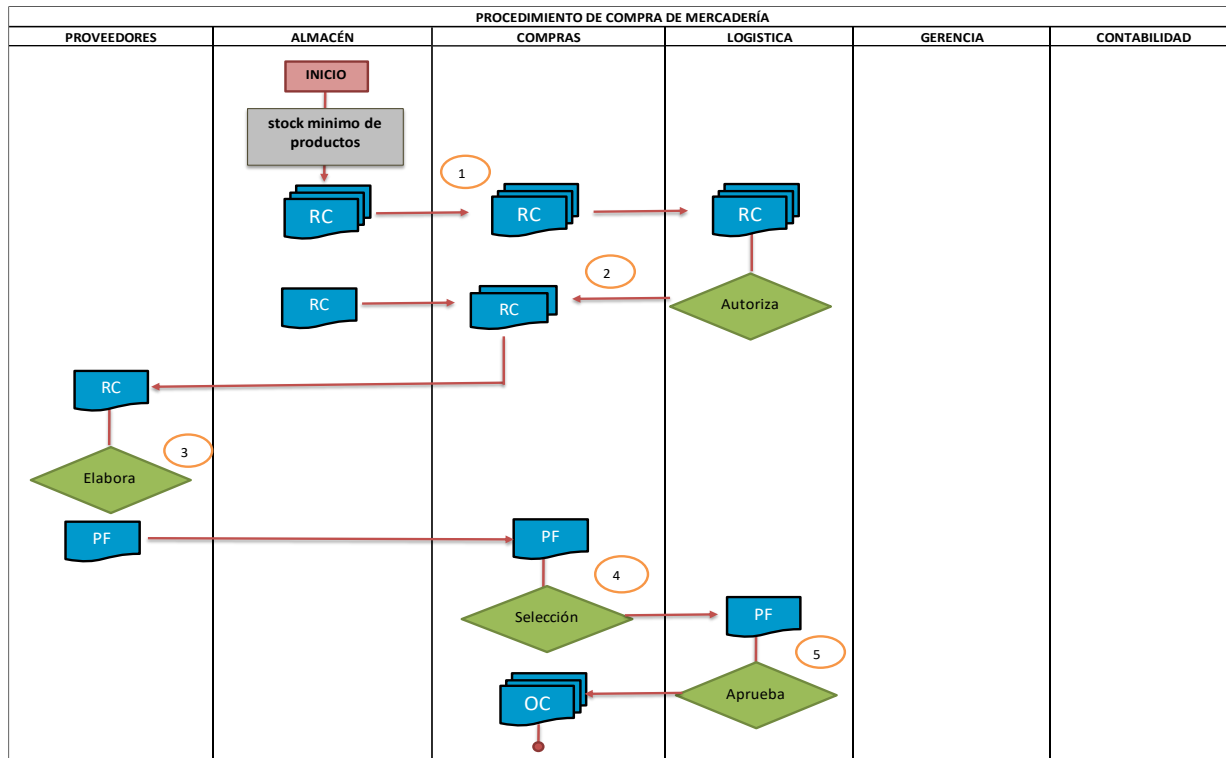 PROCEDIMIENTO DE COMPRA DE MERCADERÍA
PROVEEDORES
ALMACÉN
COMPRAS
LOGISTICA
GERENCIA
CONTABILIDAD
INICIO
stock minimo de
productos
1
RC
RC
RC
2
RC
RC
Autoriza
RC
3
Elabora
PF
PF
4
Selección
PF
5
OC
Aprueba